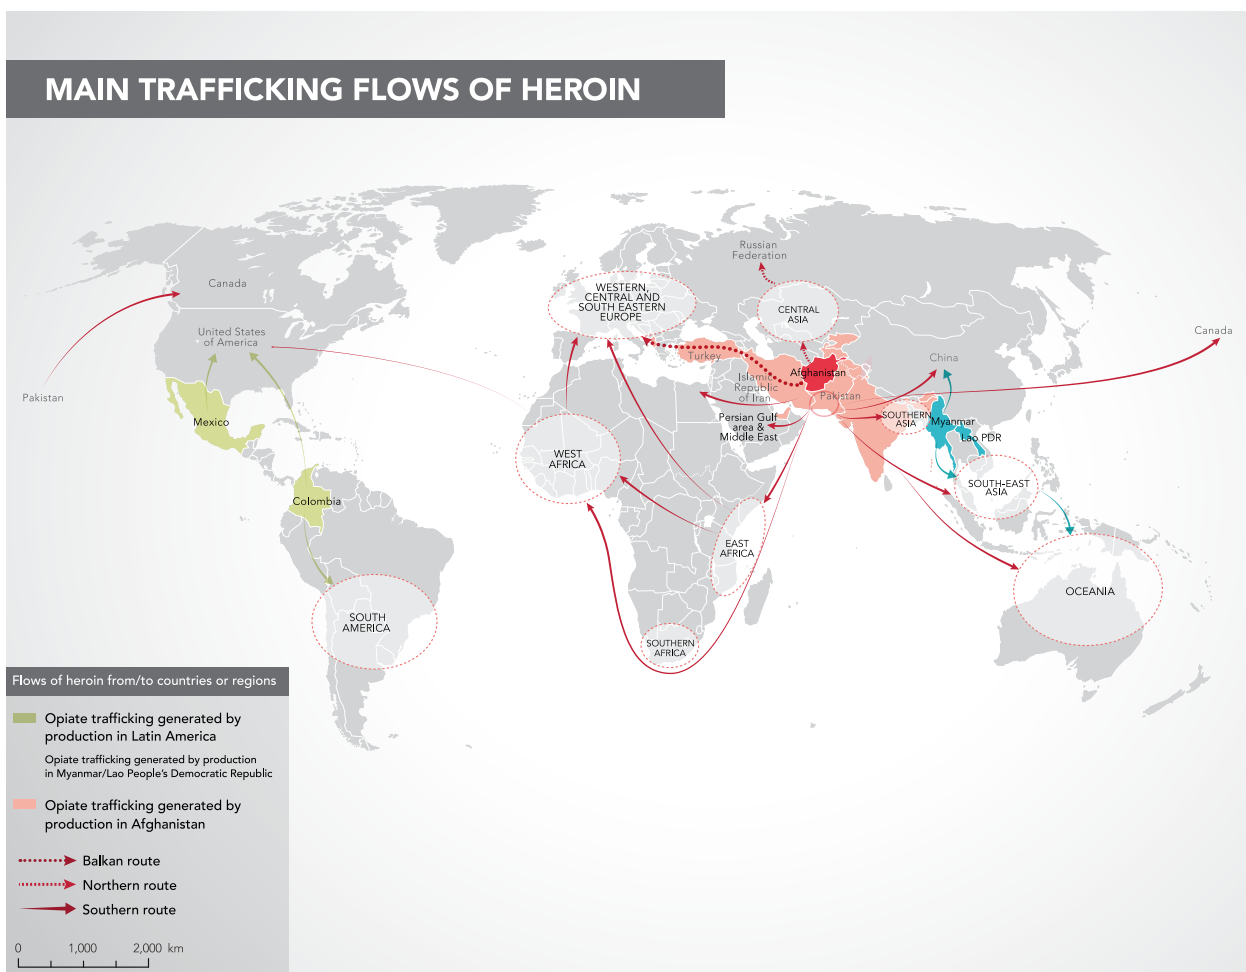 MAIN TRAFFICKING FLOWS OF HEROIN
Russian
Federation
Canada
WESTERN,
CENTRAL AND
SOUTH EASTERN
EUROPE
CENTRAL
ASIA
United States
of America
Canada
Turkey
China
Afghanistan
Islamic
Republic
of Iran
Pakistan
Pakistan
Mexico
Persian Gulf
area &
Middle East
SOUTHERN
ASIA
Myanmar
Lao PDR
WEST
AFRICA
SOUTH-EAST
ASIA
Colombia
EAST
AFRICA
OCEANIA
SOUTH
AMERICA
SOUTHERN
AFRICA
Flows of heroin from/to countries or regions
Opiate trafficking generated by
production in Latin America
Opiate trafficking generated by production
in Myanmar/Lao People's Democratic Republic
Opiate trafficking generated by
production in Afghanistan
Balkan route
Northern route
Southern route
0 1,000 2,000 km